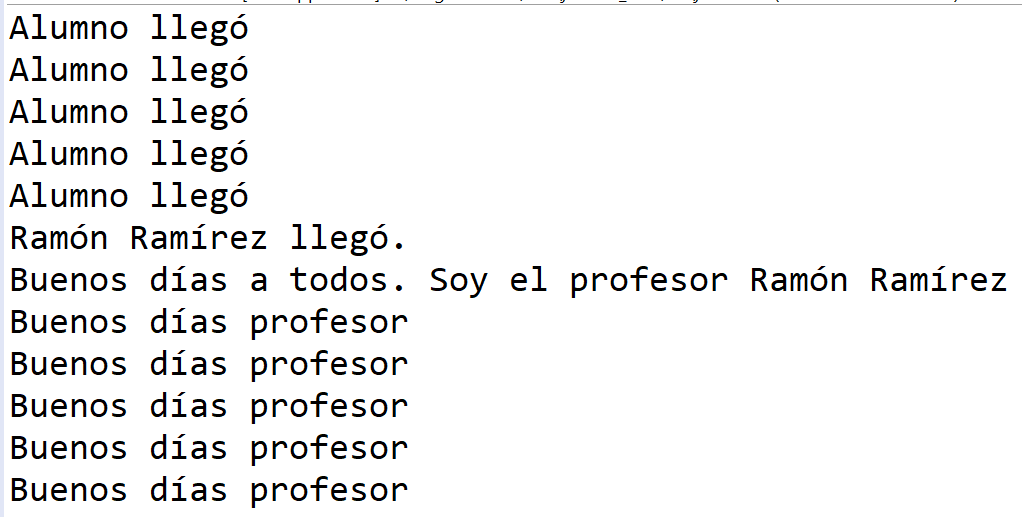 Alumno llegó
Alumno llegó
Alumno llegó
Alumno llegó
Alumno llegó
Ramón Ramírez llegó.
Buenos días a todos. Soy el profesor Ramón Ramírez
Buenos días profesor
Buenos días profesor
Buenos días profesor
Buenos días profesor
Buenos días profesor